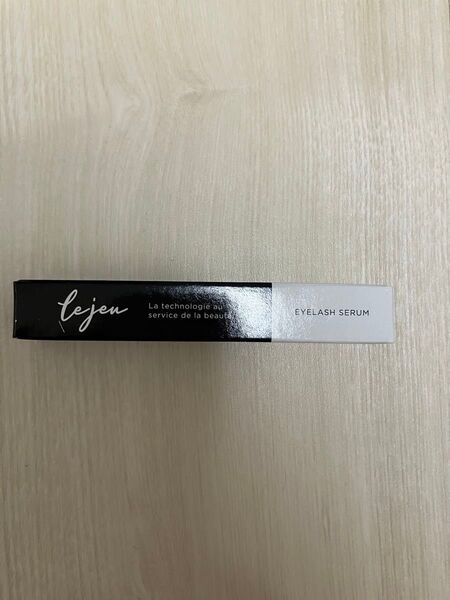 lejeu
La technologie au
service de la beauté
EYELASH SERUM